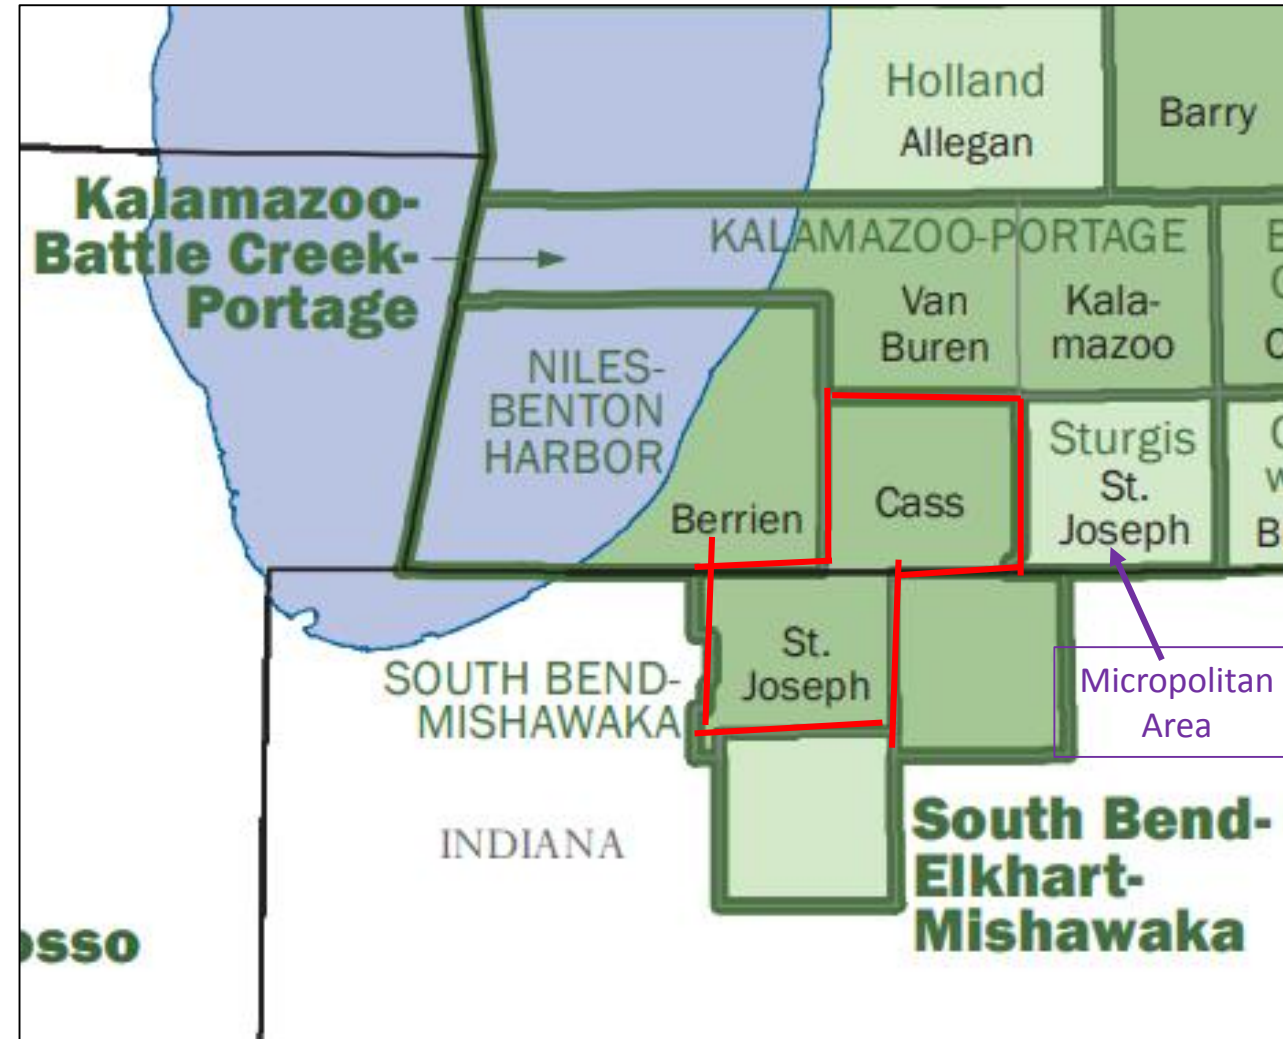 Holland
Allegan
Barry
Kalamazoo-
Battle Creek-
Portage
KALAMAZOO-PORTAGE
Van
Buren
Kala-
mazoo
NILES-
BENTON
HARBOR
Berrien
Cass
Sturgis
St.
Joseph
St.
Joseph
SOUTH BEND-
MISHAWAKA
Micropolitan
Area
INDIANA
South Bend-
Elkhart-
Mishawaka
osso